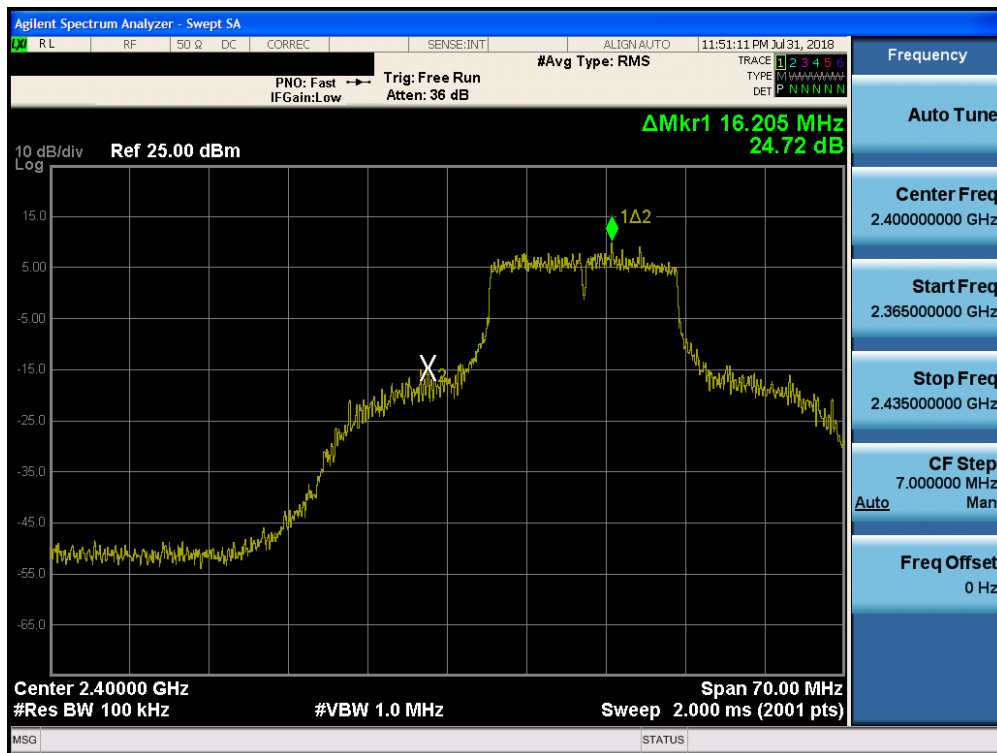 Agilent Spectrum Analyzer - Swept SA
LXI RL RF 50 Ω DC CORREC SENSE:INT ALIGN AUTO 11:51:11 PM Jul 31, 2018
PNO: Fast
IFGain:Low
Trig: Free Run
Atten: 36 dB
#Avg Type: RMS
TRACE 1 2 3 4 5 6
TYPE M WWWWW
DET P N N N N N
ΔMkr1 16.205 MHz
24.72 dB
10 dB/div Ref 25.00 dBm
Log
15.0
5.00
-5.00
-15.0
-25.0
-35.0
-45.0
-55.0
-65.0
1Δ2
X2
Center 2.40000 GHz Span 70.00 MHz
#Res BW 100 kHz #VBW 1.0 MHz Sweep 2.000 ms (2001 pts)
MSG STATUS
Frequency
Auto Tune
Center Freq
2.400000000 GHz
Start Freq
2.365000000 GHz
Stop Freq
2.435000000 GHz
CF Step
7.000000 MHz
Auto Man
Freq Offset
0 Hz